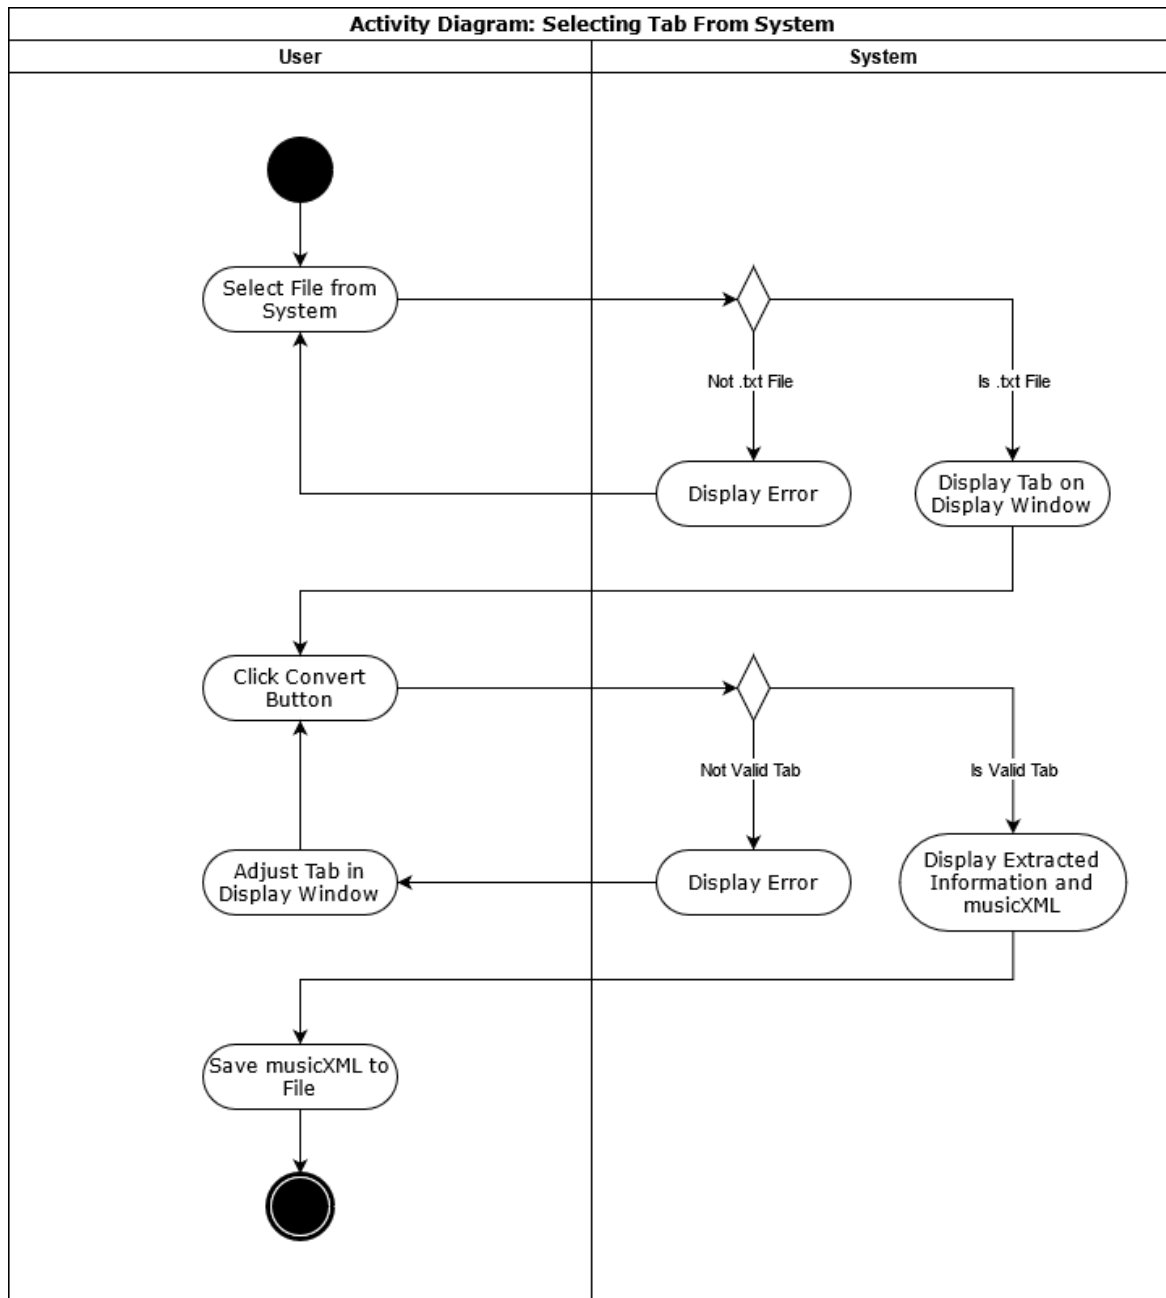 Activity Diagram: Selecting Tab From System
User
System
Select File from
System
Not .txt File
Is .txt File
Display Error
Display Tab on
Display Window
Click Convert
Button
Not Valid Tab
Is Valid Tab
Adjust Tab in
Display Window
Display Error
Display Extracted
Information and
musicXML
Save musicXML to
File